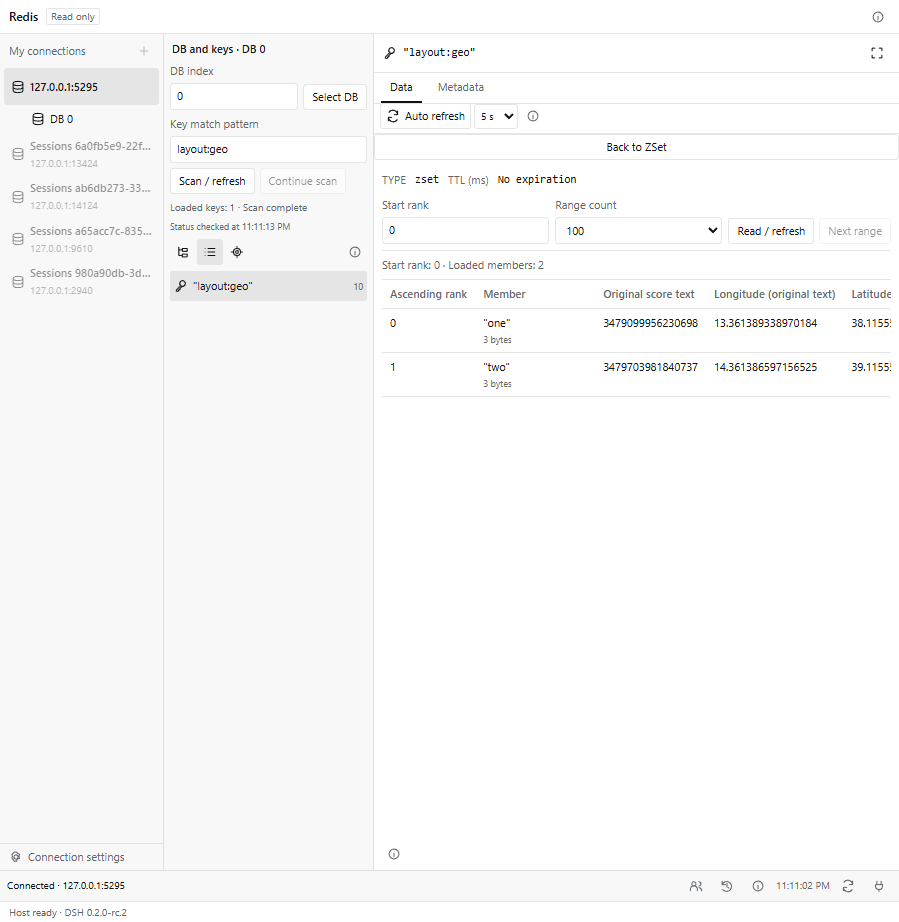 Redis Read only
My connections
127.0.0.1:5295
DB 0
Sessions 6a0fb5e9-22f...
127.0.0.1:13424
Sessions ab6db273-33...
127.0.0.1:14124
Sessions a65acc7c-835...
127.0.0.1:9610
Sessions 980a90db-3d...
127.0.0.1:2940
Connection settings
DB and keys · DB 0
DB index
0 Select DB
Key match pattern
layout:geo
Scan / refresh Continue scan
Loaded keys: 1 · Scan complete
Status checked at 11:11:13 PM
"layout:geo" 10
"layout:geo"
Data Metadata
Auto refresh 5 s
Back to ZSet
TYPE zset TTL (ms) No expiration
Start rank Range count
0 100 Read / refresh Next range
Start rank: 0 · Loaded members: 2
Ascending rank Member Original score text Longitude (original text) Latitude
0 "one" 3479099956230698 13.361389338970184 38.1155
3 bytes
1 "two" 3479703981840737 14.361386597156525 39.1155
3 bytes
Connected · 127.0.0.1:5295 11:11:02 PM
Host ready · DSH 0.2.0-rc.2